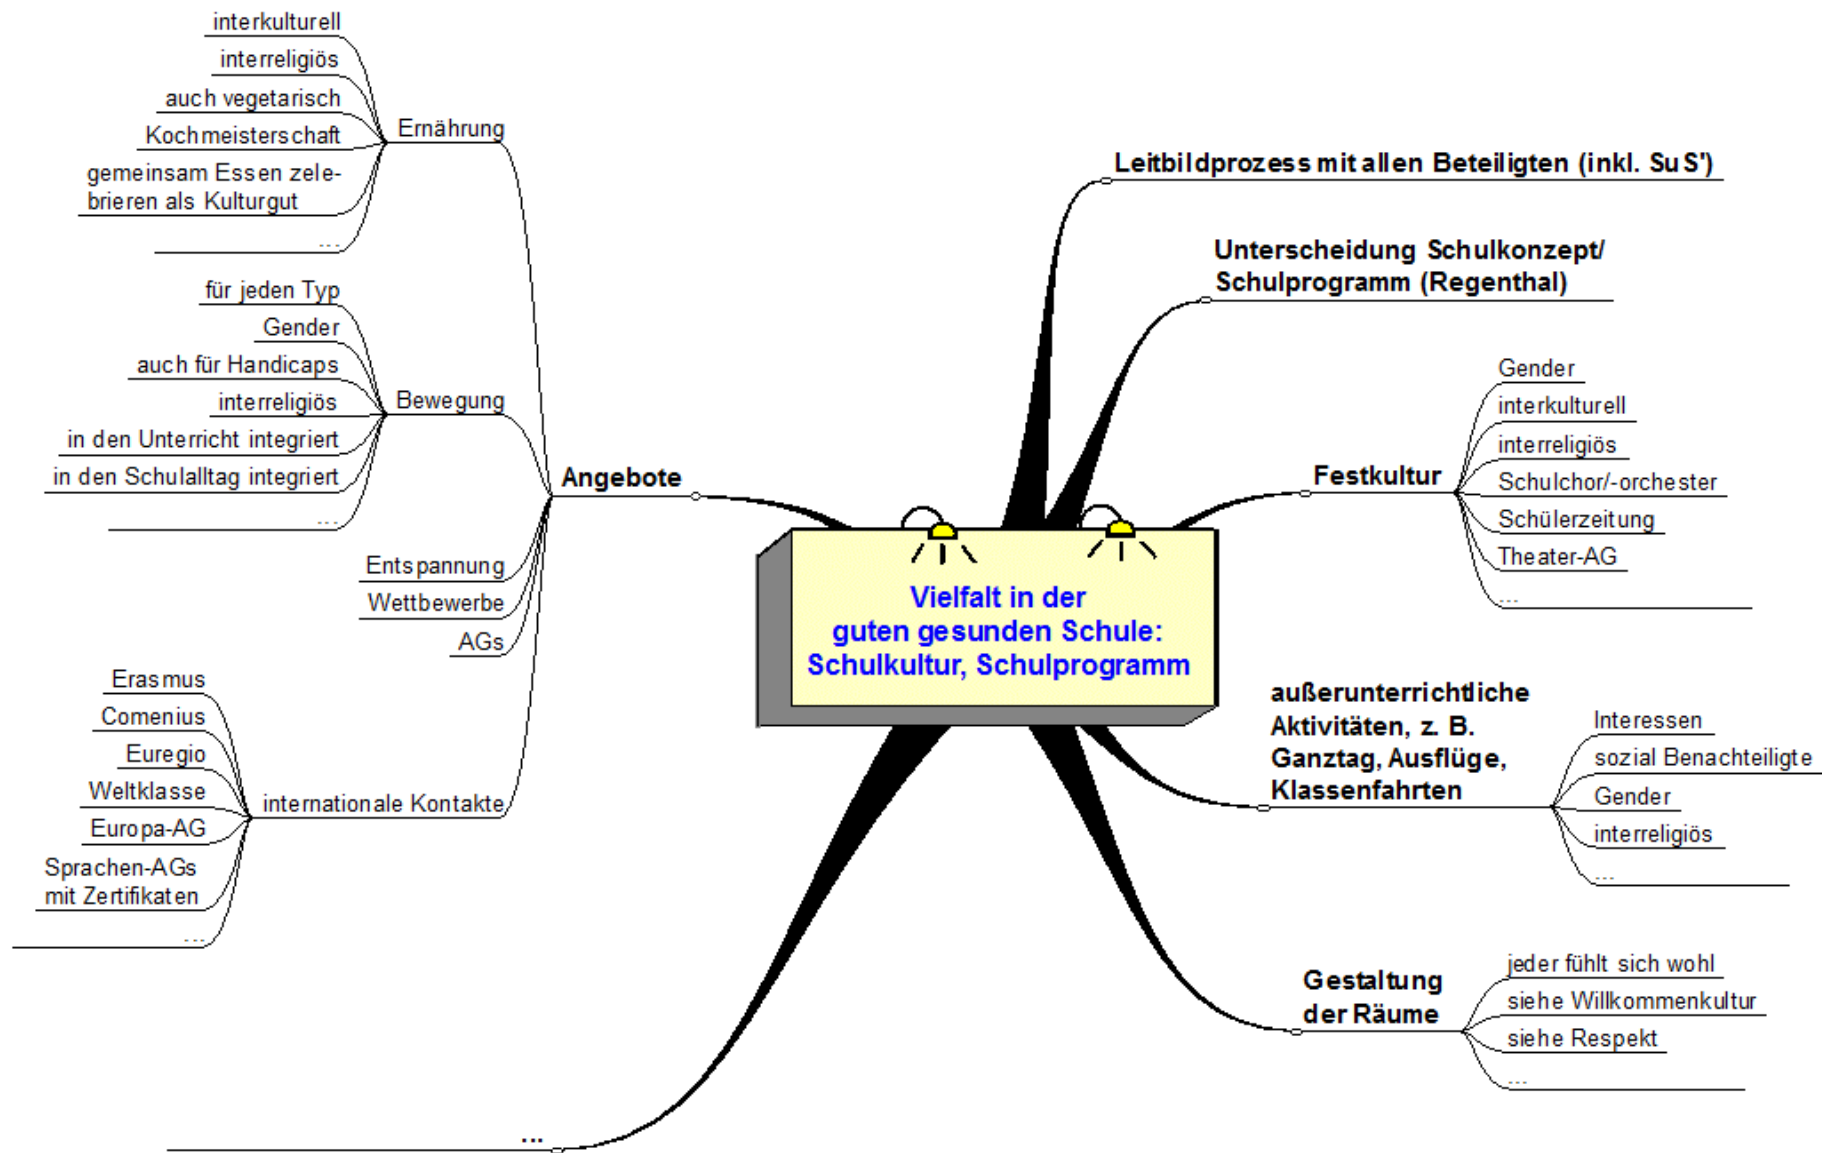 Vielfalt in der
guten gesunden Schule:
Schulkultur, Schulprogramm
Leitbildprozess mit allen Beteiligten (inkl. SuS')
Unterscheidung Schulkonzept/
Schulprogramm (Regenthal)
Festkultur
Gender
interkulturell
interreligiös
Schulchor/-orchester
Schülerzeitung
Theater-AG
...
außerunterrichtliche
Aktivitäten, z. B.
Ganztag, Ausflüge,
Klassenfahrten
Interessen
sozial Benachteiligte
Gender
interreligiös
...
Gestaltung
der Räume
jeder fühlt sich wohl
siehe Willkommenkultur
siehe Respekt
...
...
Angebote
Ernährung
interkulturell
interreligiös
auch vegetarisch
Kochmeisterschaft
gemeinsam Essen zele-
brieren als Kulturgut
...
Bewegung
für jeden Typ
Gender
auch für Handicaps
interreligiös
in den Unterricht integriert
in den Schulalltag integriert
...
Entspannung
Wettbewerbe
AGs
internationale Kontakte
Erasmus
Comenius
Euregio
Weltklasse
Europa-AG
Sprachen-AGs
mit Zertifikaten
...